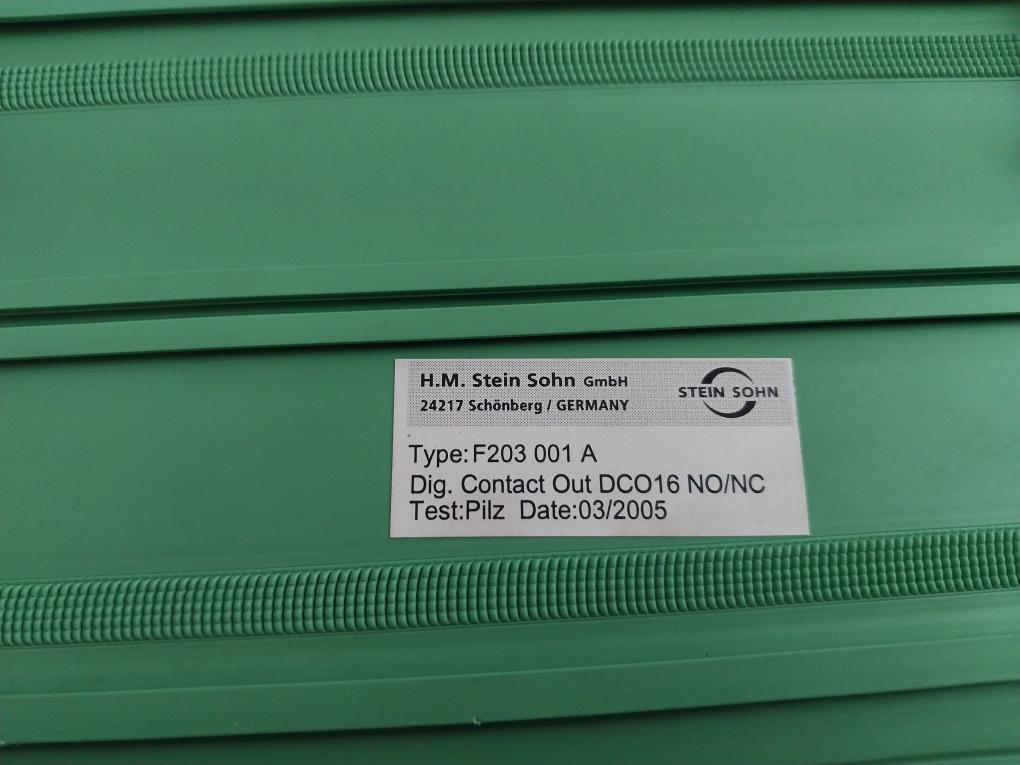 H.M. Stein Sohn GmbH
24217 Schönberg / GERMANY
STEIN SOHN
Type:F203 001 A
Dig. Contact Out DCO16 NO/NC
Test:Pilz Date:03/2005